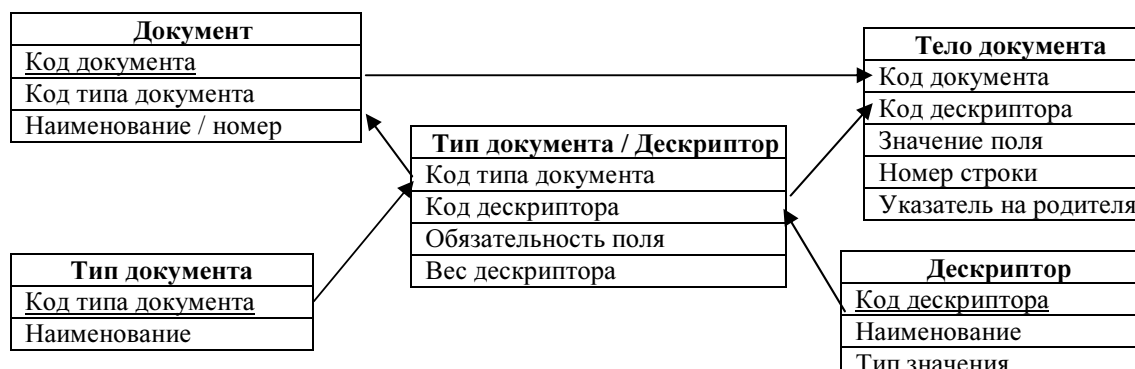 Документ
Код документа
Код типа документа
Наименование / номер
Тип документа
Код типа документа
Наименование
Тип документа / Дескриптор
Код типа документа
Код дескриптора
Обязательность поля
Вес дескриптора
Тело документа
Код документа
Код дескриптора
Значение поля
Номер строки
Указатель на родителя
Дескриптор
Код дескриптора
Наименование
Тип значения